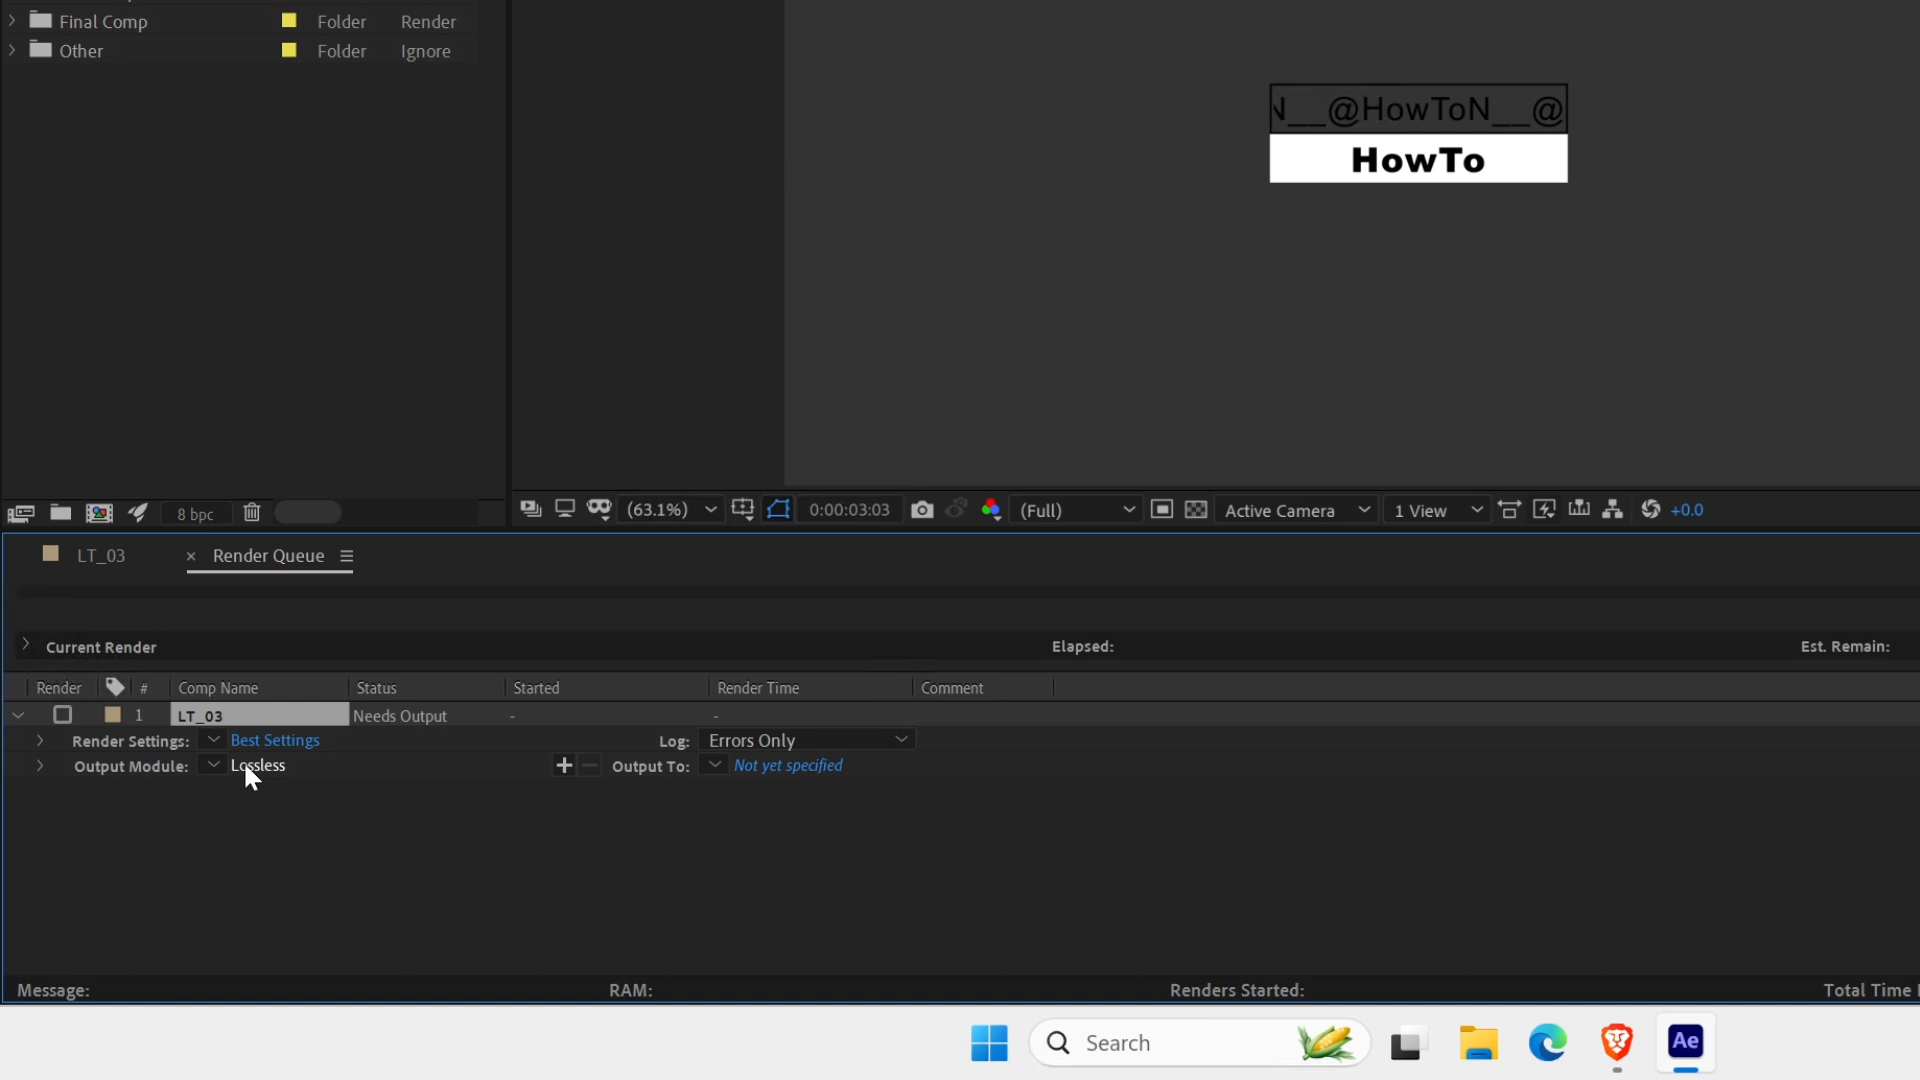 Final Comp Folder Render
Other Folder Ignore
N__@HowToN__@
HowTo
8 bpc
(63.1%) 0:00:03:03 (Full) Active Camera 1 View +0.0
LT_03 × Render Queue
Current Render Elapsed: Est. Remain:
Render # Comp Name Status Started Render Time Comment
1 LT_03 Needs Output - -
Render Settings: Best Settings Log: Errors Only
Output Module: Lossless + Output To: Not yet specified
Message: RAM: Renders Started: Total Time
Search Ae